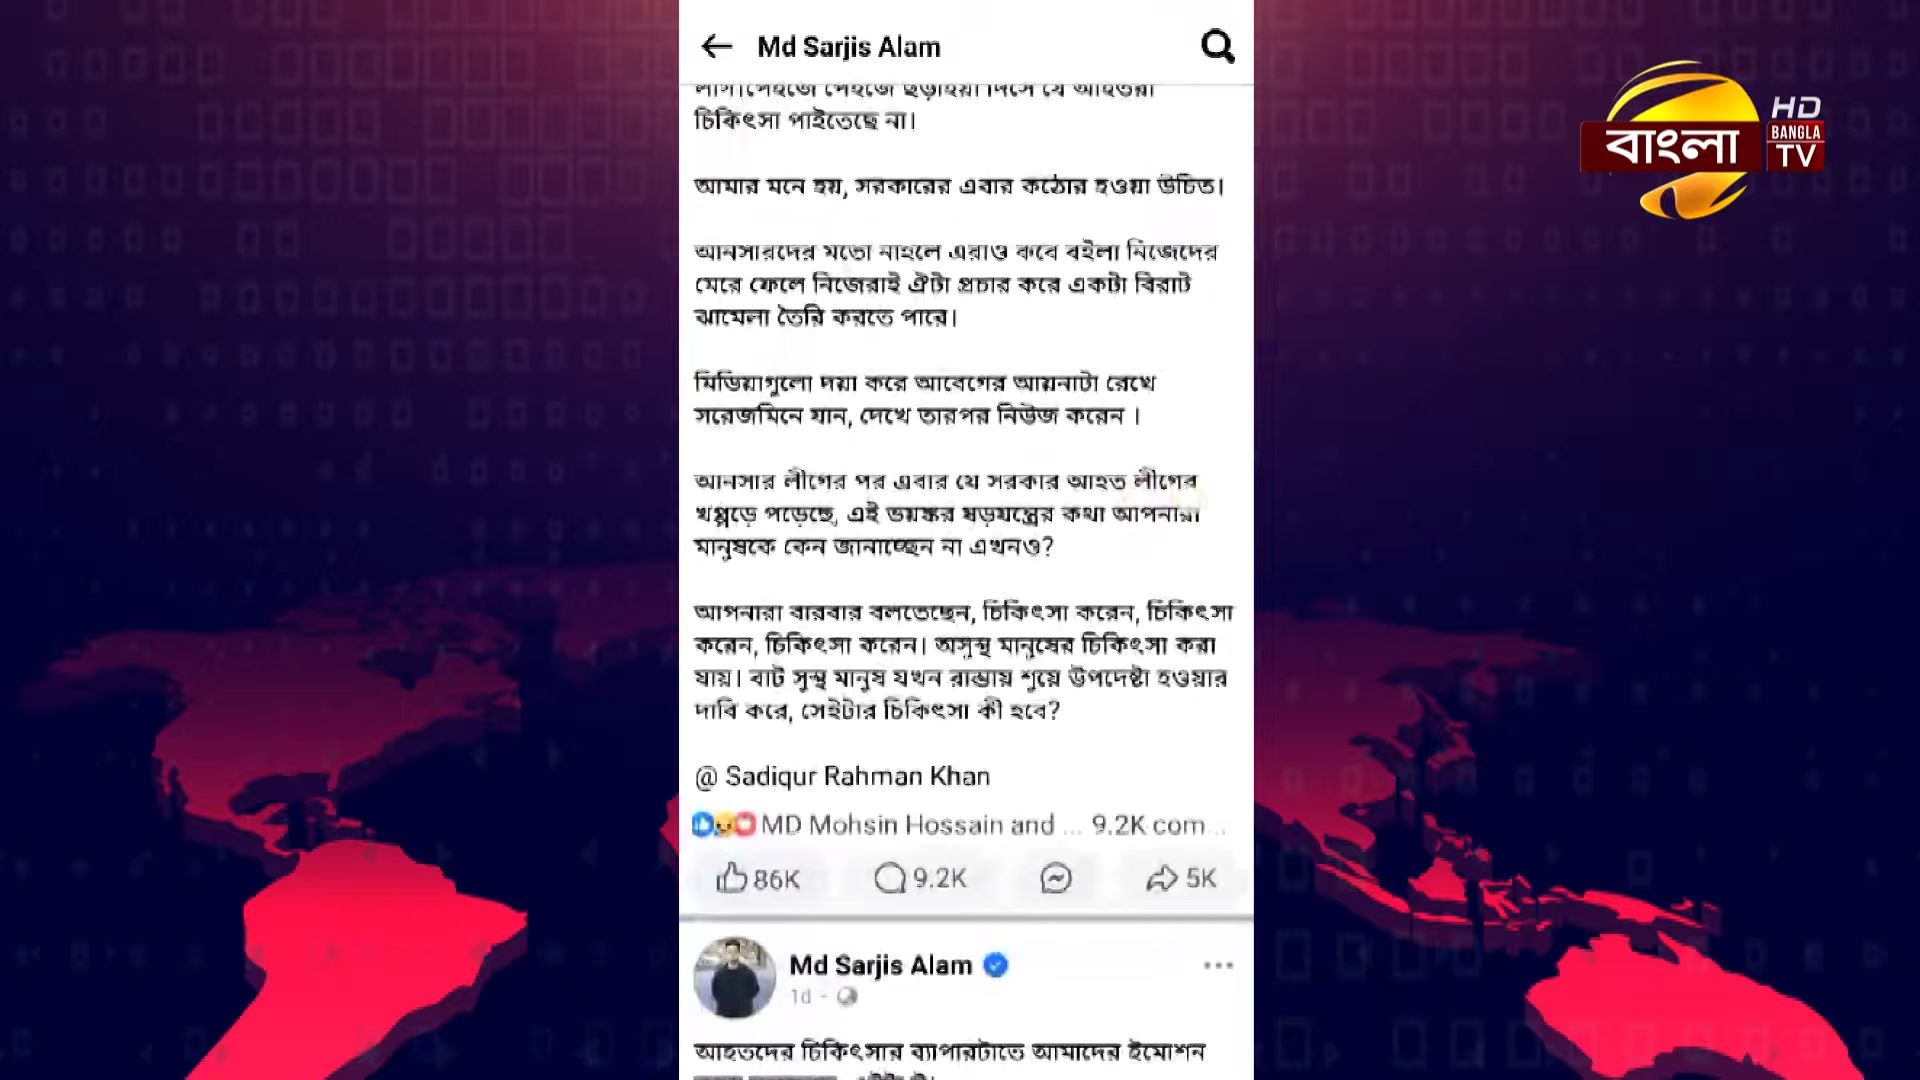 Md Sarjis Alam
চিকিৎসা পাইতেছে না।
আমার মনে হয়, সরকারের এবার কঠোর হওয়া উচিত।
আনসারদের মতো নাহলে এরাও কবে বইলা নিজেদের
মেরে ফেলে নিজেরাই ঐটা প্রচার করে একটা বিরাট
ঝামেলা তৈরি করতে পারে।
মিডিয়াগুলো দয়া করে আবেগের আয়নাটা রেখে
সরেজমিনে যান, দেখে তারপর নিউজ করেন ।
আনসার লীগের পর এবার যে সরকার আহত লীগের
খপ্পড়ে পড়েছে, এই ভয়ঙ্কর ষড়যন্ত্রের কথা আপনারা
মানুষকে কেন জানাচ্ছেন না এখনও?
আপনারা বারবার বলতেছেন, চিকিৎসা করেন, চিকিৎসা
করেন, চিকিৎসা করেন। অসুস্থ মানুষের চিকিৎসা করা
যায়। বাট সুস্থ মানুষ যখন রাস্তায় শুয়ে উপদেষ্টা হওয়ার
দাবি করে, সেইটার চিকিৎসা কী হবে?
@ Sadiqur Rahman Khan
MD Mohsin Hossain and ... 9.2K com...
86K 9.2K 5K
Md Sarjis Alam
1d
আহতদের চিকিৎসার ব্যাপারটাতে আমাদের ইমোশন
বাংলা
HD
BANGLA
TV